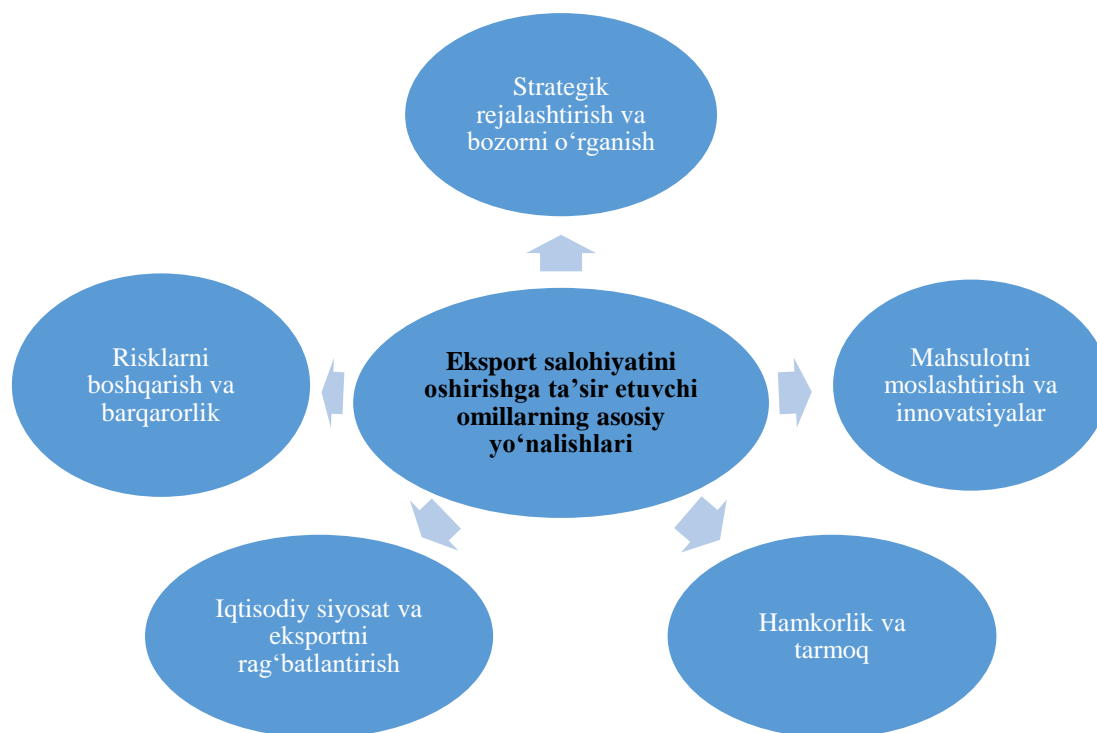 Strategik
rejalashtirish va
bozorni o‘rganish
Risklarni
boshqarish va
barqarorlik
Eksport salohiyatini
oshirishga ta’sir etuvchi
omillarning asosiy
yo‘nalishlari
Mahsulotni
moslashtirish va
innovatsiyalar
Iqtisodiy siyosat va
eksportni
rag‘batlantirish
Hamkorlik va
tarmoq